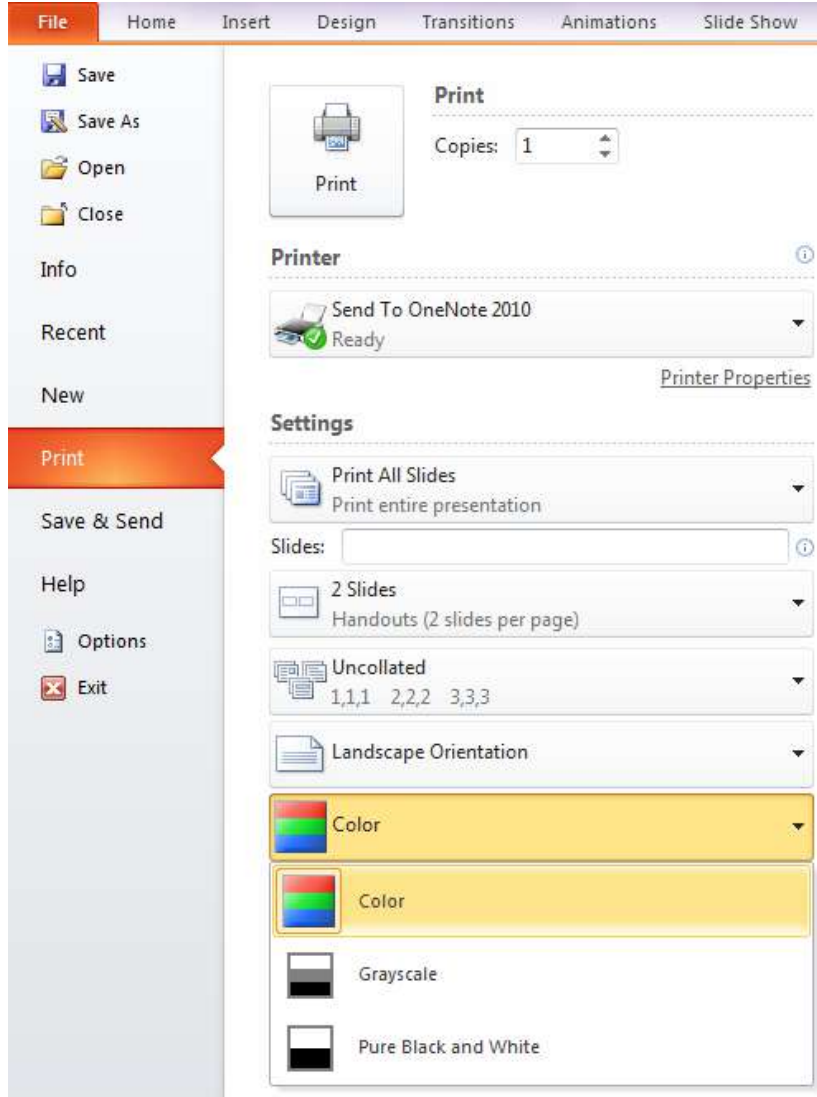 File Home Insert Design Transitions Animations Slide Show
Save
Save As
Open
Close
Info
Recent
New
Print
Save & Send
Help
Options
Exit
Print
Print
Copies: 1
Printer
Send To OneNote 2010
Ready
Printer Properties
Settings
Print All Slides
Print entire presentation
Slides:
2 Slides
Handouts (2 slides per page)
Uncollated
1,1,1 2,2,2 3,3,3
Landscape Orientation
Color
Color
Grayscale
Pure Black and White